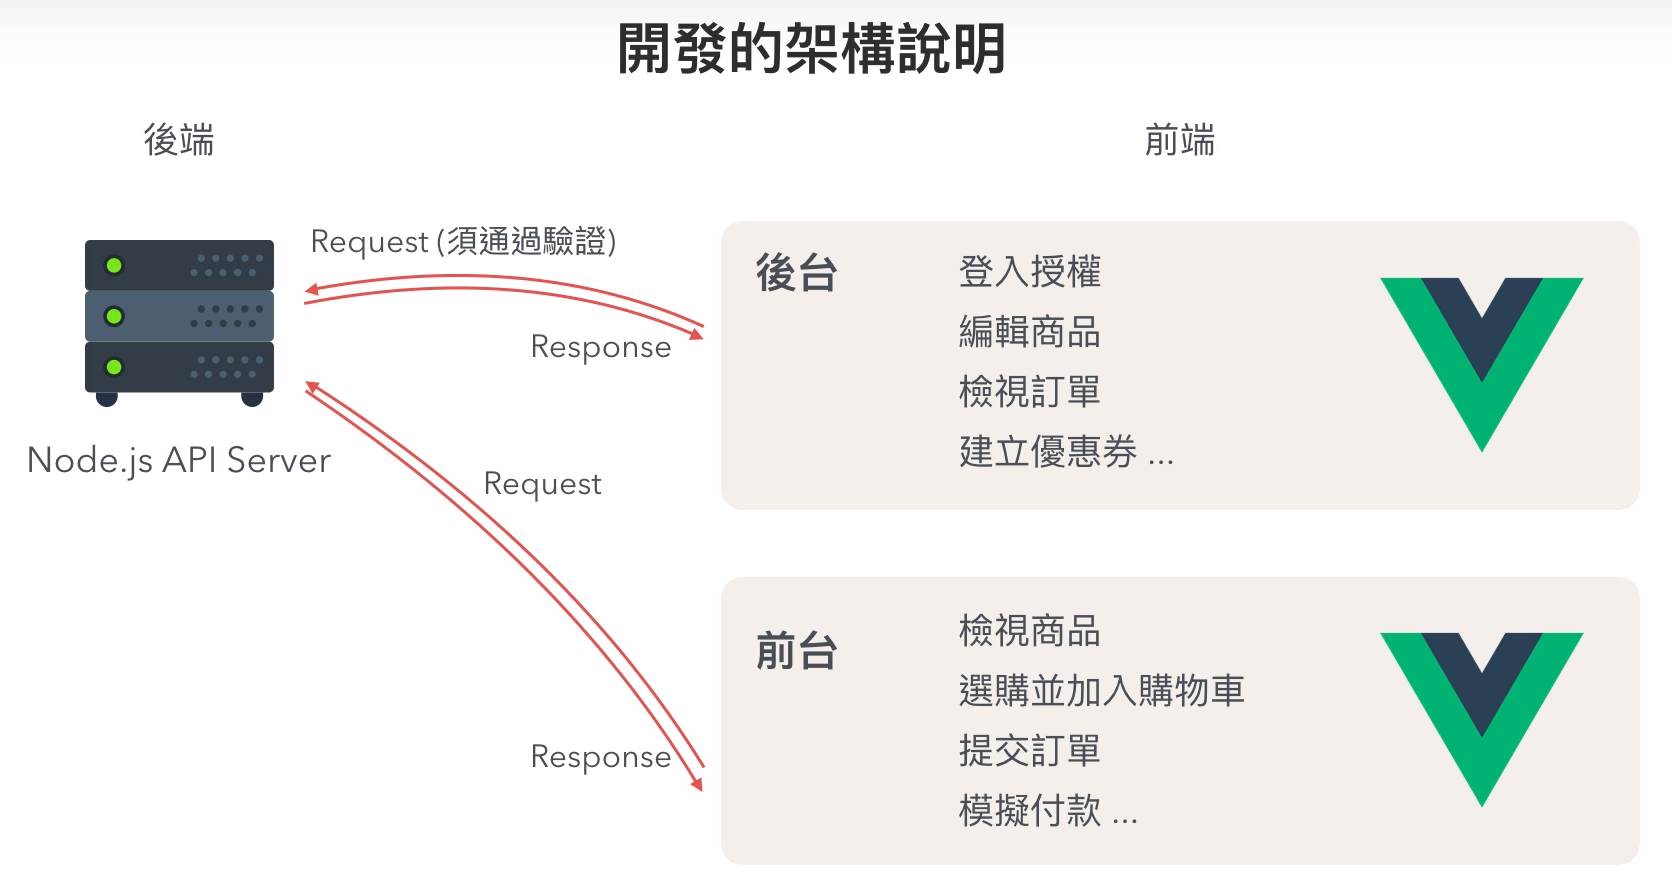 開發的架構說明
後端
前端
Request (須通過驗證)
Response
Node.js API Server
Request
Response
後台
登入授權
編輯商品
檢視訂單
建立優惠券 ...
前台
檢視商品
選購並加入購物車
提交訂單
模擬付款 ...